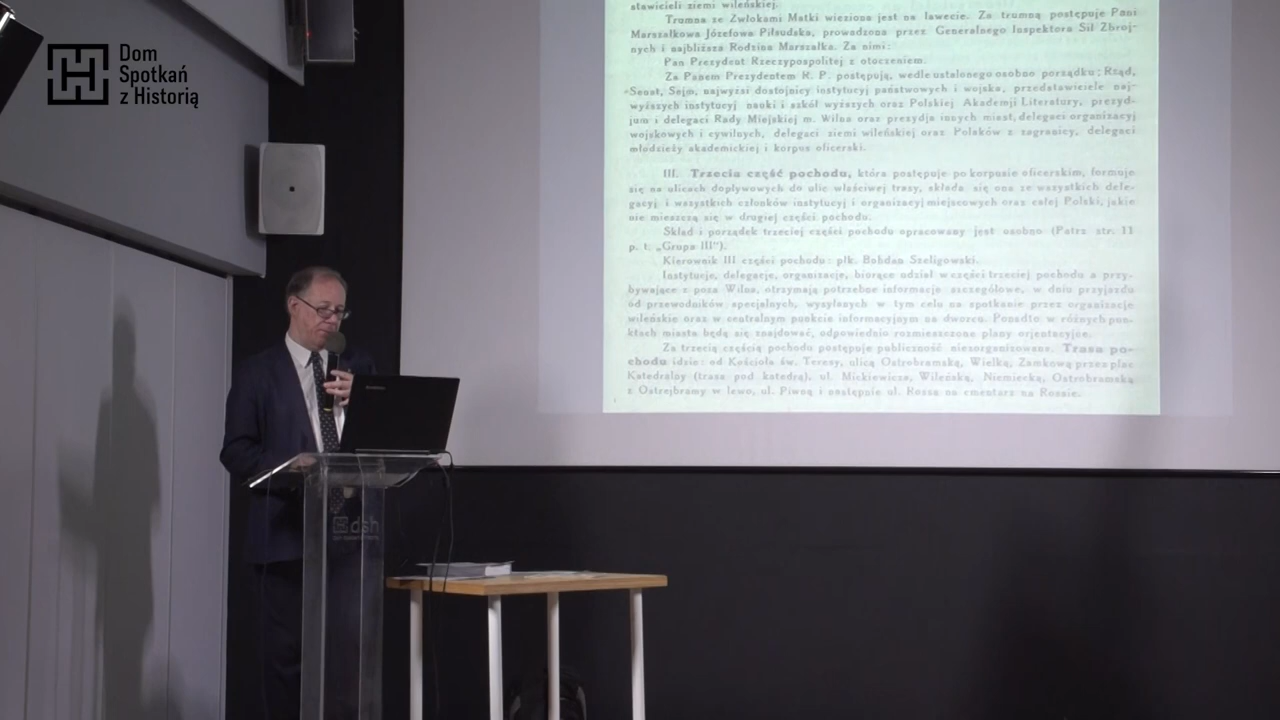 Dom
Spotkań
z Historią
stawicieli ziemi wileńskiej.
Trumna ze Zwłokami Matki wieziona jest na lawecie. Za trumną postępuje Pani
Marszałkowa Józefowa Piłsudska, prowadzona przez Generalnego Inspektora Sił Zbroj-
nych i najbliższa Rodzina Marszałka. Za nimi:
Pan Prezydent Rzeczypospolitej z otoczeniem.
Za Panem Prezydentem R. P. postępują, wedle ustalonego osobno porządku: Rząd,
Senat, Sejm, najwyżsi dostojnicy instytucyj państwowych i wojska, przedstawiciele naj-
wyższych instytucyj nauki i szkół wyższych oraz Polskiej Akademji Literatury, prezyd-
jum i delegaci Rady Miejskiej m. Wilna oraz prezydja innych miast, delegaci organizacyj
wojskowych i cywilnych, delegaci ziemi wileńskiej oraz Polaków z zagranicy, delegaci
młodzieży akademickiej i korpus oficerski.
III. Trzecia część pochodu, która postępuje po korpusie oficerskim, formuje
się na ulicach dopływowych do ulic właściwej trasy, składa się ona ze wszystkich dele-
gacyj i wszystkich członków instytucyj i organizacyj miejscowych oraz całej Polski, jakie
nie mieszczą się w drugiej części pochodu.
Skład i porządek trzeciej części pochodu opracowany jest osobno (Patrz str. 11
p. t. „Grupa III").
Kierownik III części pochodu: płk. Bohdan Szeligowski.
Instytucje, delegacje, organizacje, biorące udział w części trzeciej pochodu a przy-
bywające z poza Wilna, otrzymają potrzebne informacje szczegółowe, w dniu przyjazdu
od przewodników specjalnych, wysyłanych w tym celu na spotkanie przez organizacje
wileńskie oraz w centralnym punkcie informacyjnym na dworcu. Ponadto w różnych pun-
ktach miasta będą się znajdować, odpowiednio rozmieszczone plany orjentacyjne.
Za trzecią częścią pochodu postępuje publiczność niezorganizowana. Trasa po-
chodu idzie: od Kościoła św. Teresy, ulicą Ostrobramską, Wielką, Zamkową przez plac
Katedralny (trasa pod katedrą), ul. Mickiewicza, Wileńską, Niemiecką, Ostrobramską
z Ostrejbramy w lewo, ul. Piwną i następnie ul. Rossa na cmentarz na Rossie.
dsh